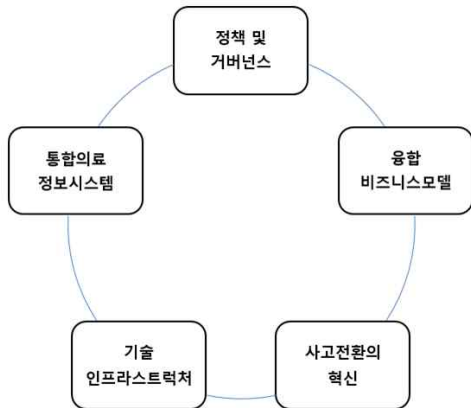 정책 및
거버넌스
통합의료
정보시스템
융합
비즈니스모델
기술
인프라스트럭처
사고전환의
혁신